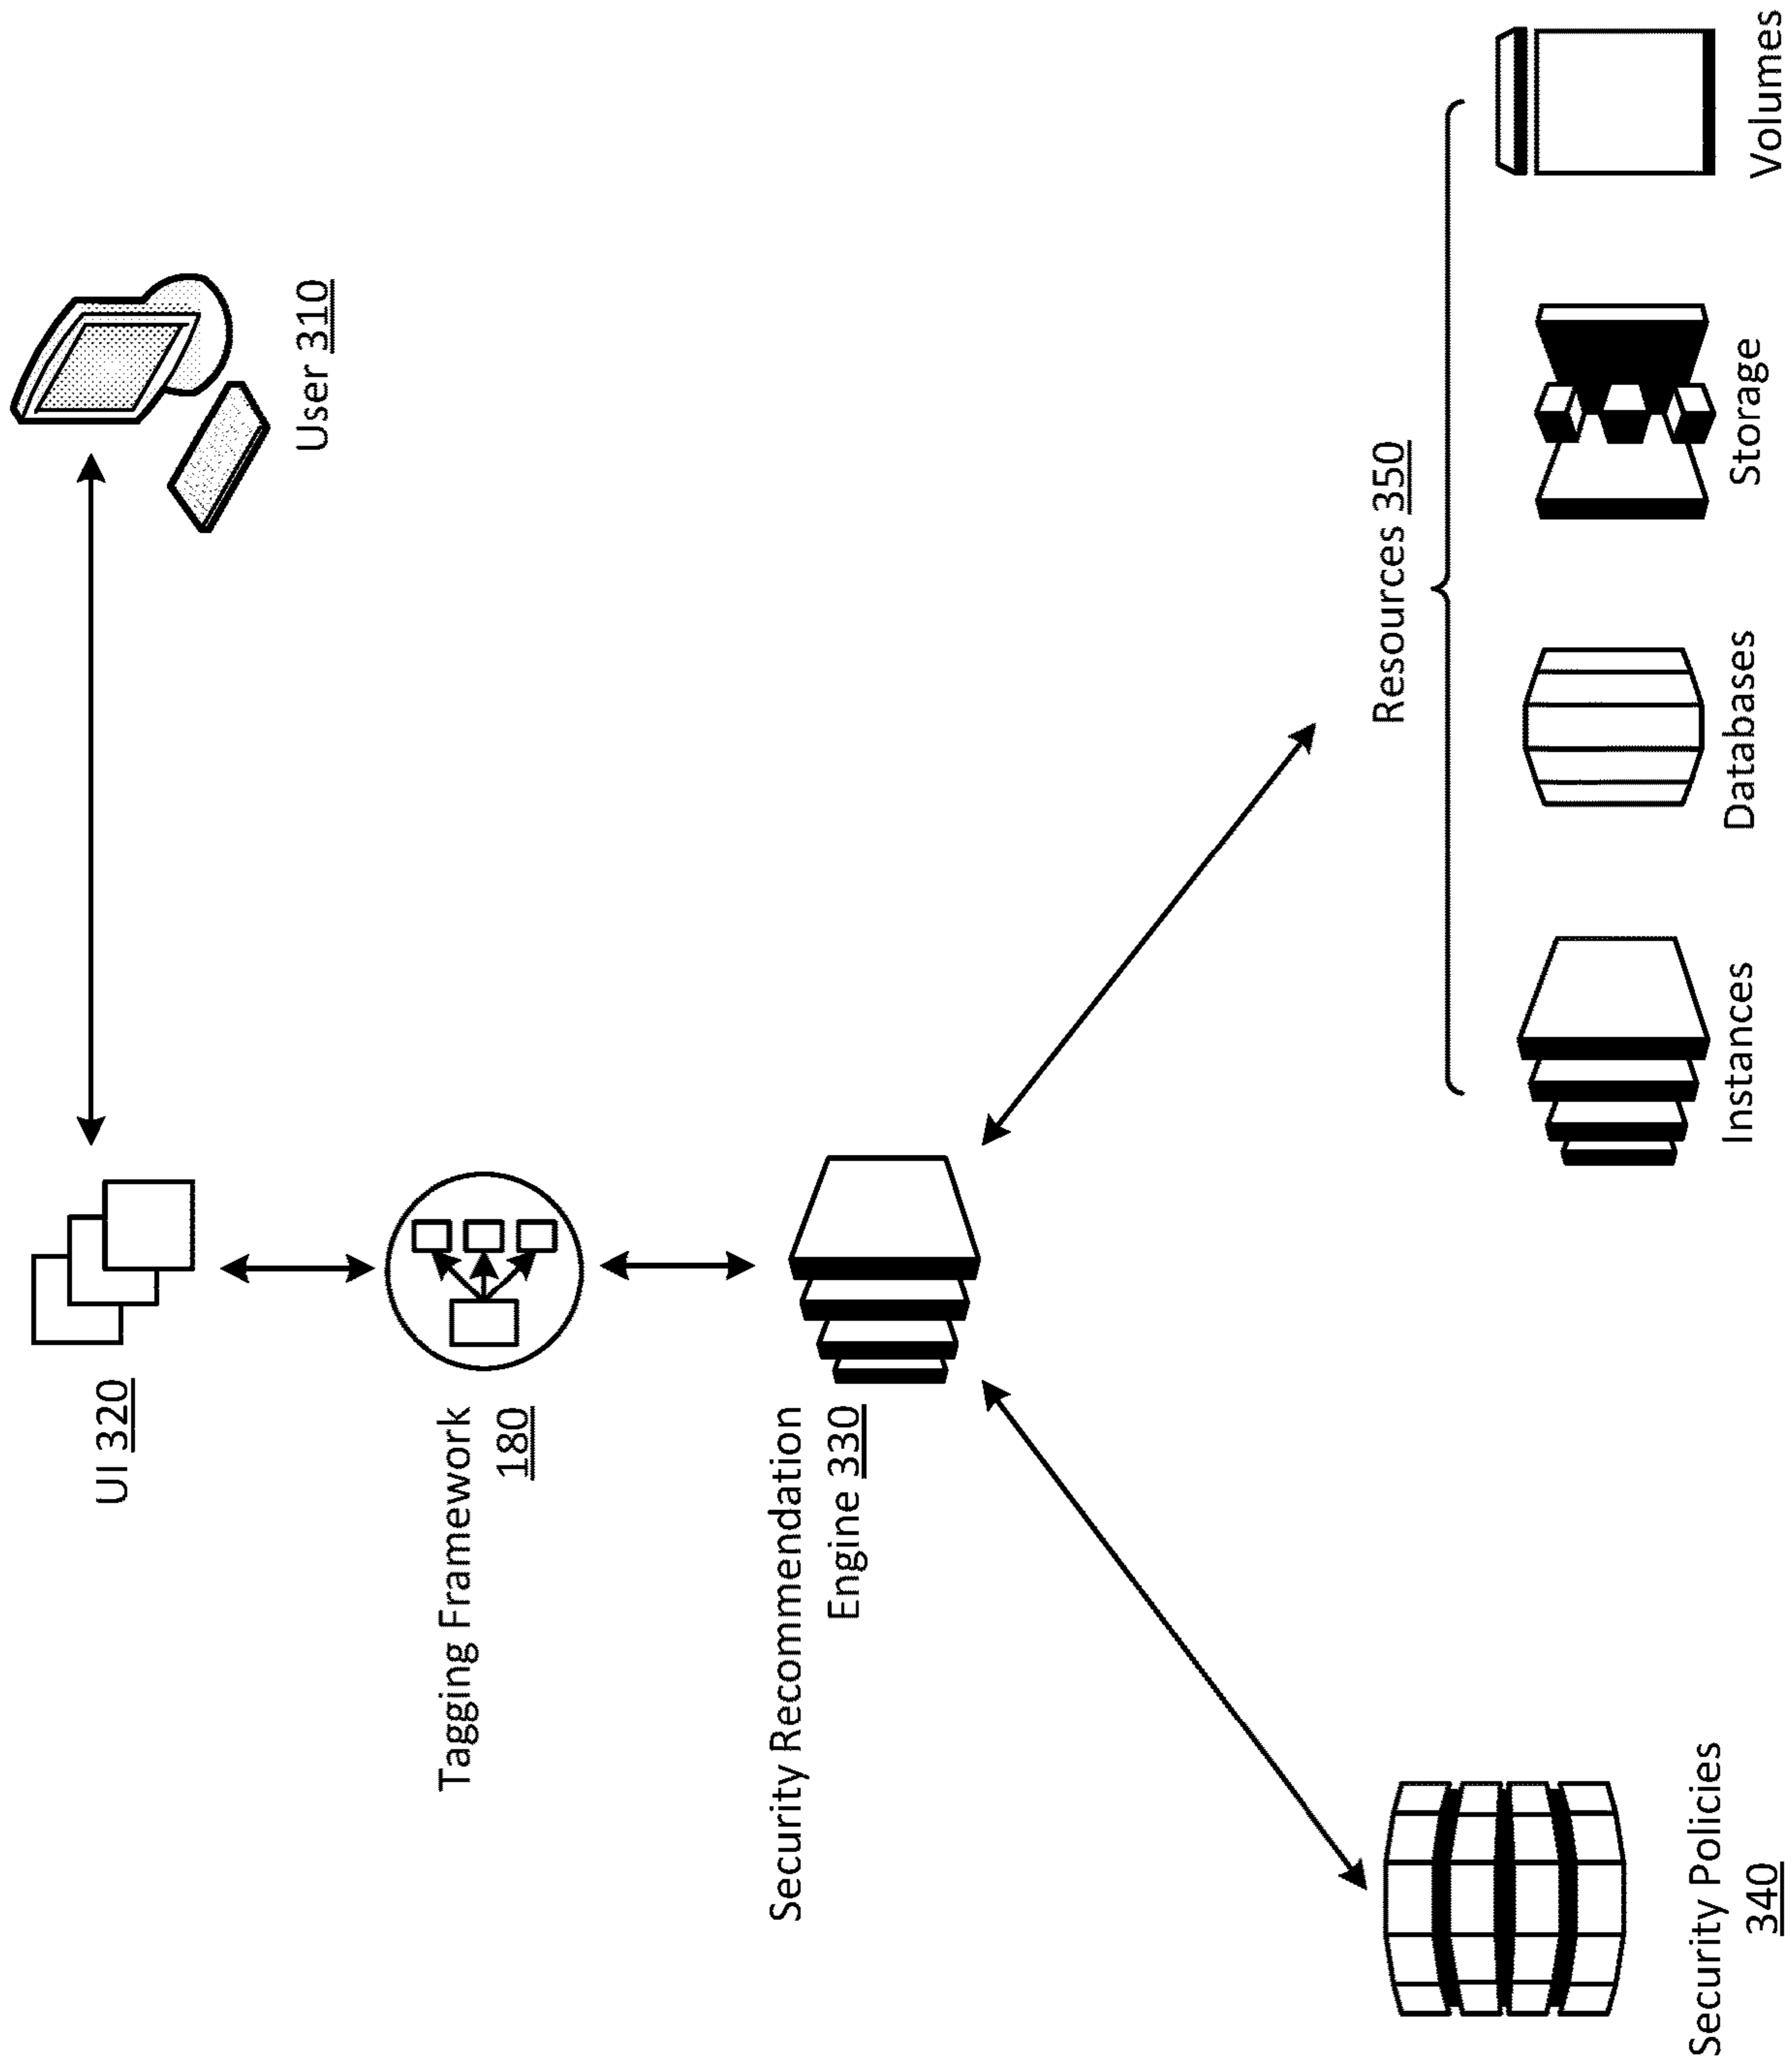 UI 320
User 310
Tagging Framework
180
Security Recommendation
Engine 330
Resources 350
Security Policies
340
Instances
Databases
Storage
Volumes